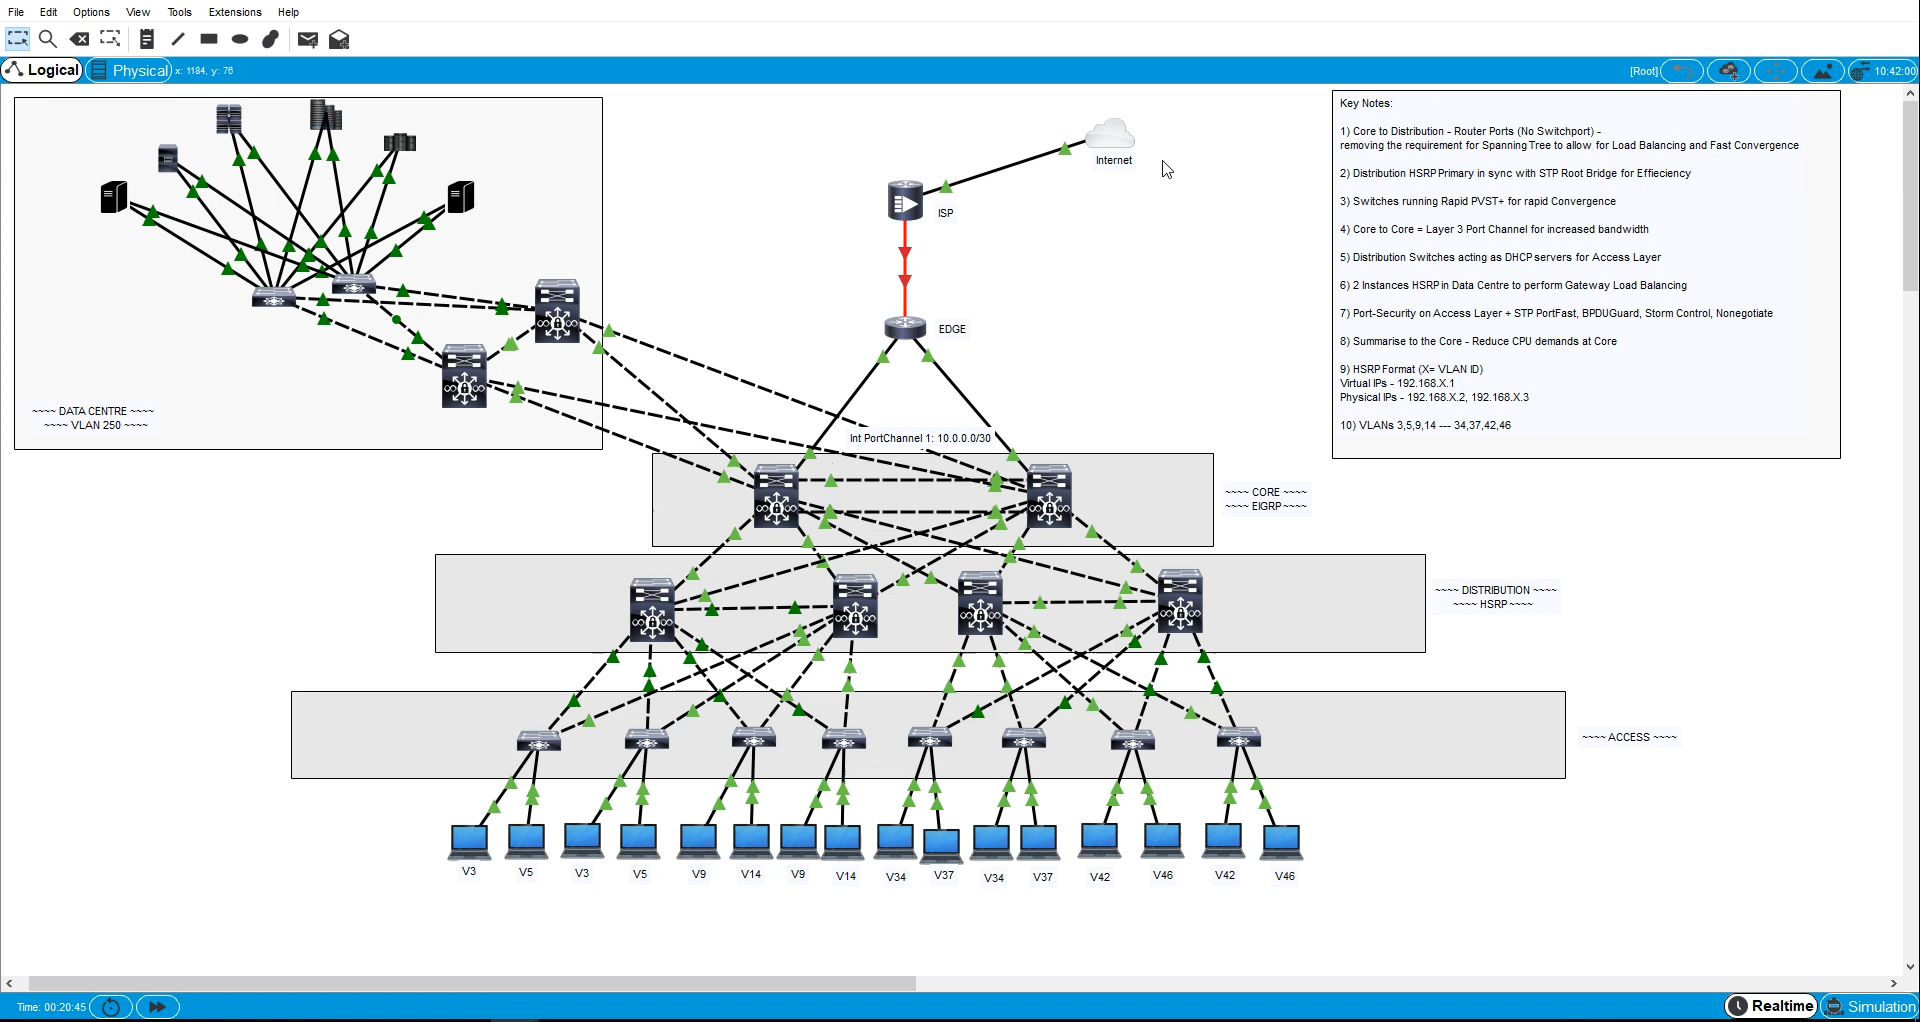 File Edit Options View Tools Extensions Help
Logical Physical x: 1184, y: 76 [Root] 10:42:00
Internet
ISP
EDGE
~~~~ DATA CENTRE ~~~~
~~~~ VLAN 250 ~~~~
Key Notes:
1) Core to Distribution - Router Ports (No Switchport) -
removing the requirement for Spanning Tree to allow for Load Balancing and Fast Convergence
2) Distribution HSRP Primary in sync with STP Root Bridge for Effieciency
3) Switches running Rapid PVST+ for rapid Convergence
4) Core to Core = Layer 3 Port Channel for increased bandwidth
5) Distribution Switches acting as DHCP servers for Access Layer
6) 2 Instances HSRP in Data Centre to perform Gateway Load Balancing
7) Port-Security on Access Layer + STP PortFast, BPDUGuard, Storm Control, Nonegotiate
8) Summarise to the Core - Reduce CPU demands at Core
9) HSRP Format (X= VLAN ID)
Virtual IPs - 192.168.X.1
Physical IPs - 192.168.X.2, 192.168.X.3
10) VLANs 3,5,9,14 --- 34,37,42,46
Int PortChannel 1: 10.0.0.0/30
~~~~ CORE ~~~~
~~~~ EIGRP ~~~~
~~~~ DISTRIBUTION ~~~~
~~~~ HSRP ~~~~
~~~~ ACCESS ~~~~
V3 V5 V3 V5 V9 V14 V9 V14 V34 V37 V34 V37 V42 V46 V42 V46
Time: 00:20:45 Realtime Simulation